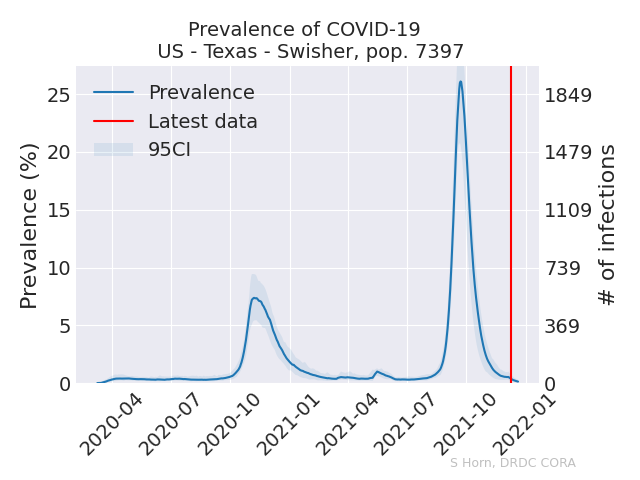 Prevalence of COVID-19
US - Texas - Swisher, pop. 7397
Prevalence
Latest data
95CI
Prevalence (%)
25
20
15
10
5
0
1849
1479
1109
739
369
0
# of infections
2020-04
2020-07
2020-10
2021-01
2021-04
2021-07
2021-10
2022-01
S Horn, DRDC CORA